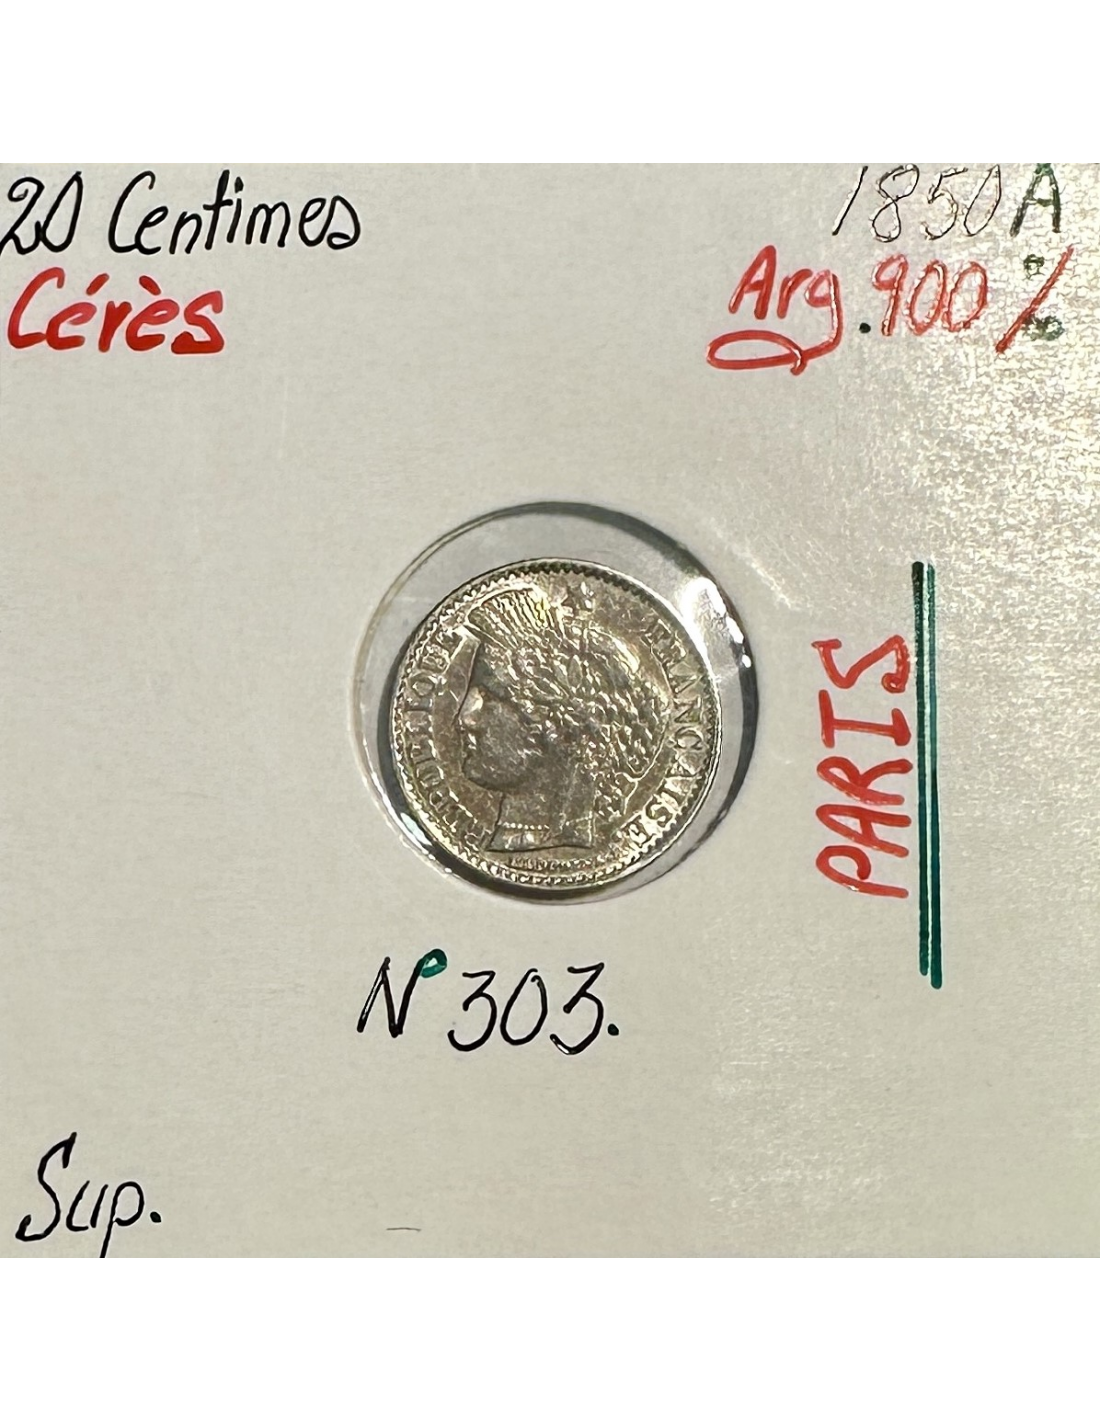 20 Centimes
1850 A
Cérès
Arg .900 ‰
RÉPUBLIQUE FRANÇAISE
PARIS
N° 303.
Sup.